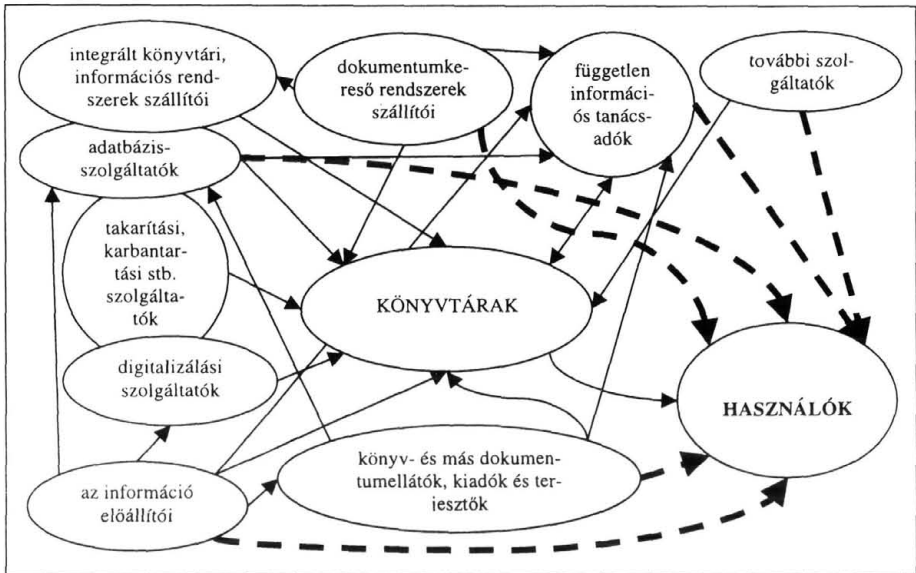 integrált könyvtári,
információs rend-
szerek szállítói
dokumentumke-
reső rendszerek
szállítói
független
információ-
ós tanács-
adók
további szol-
gáltatók
adatbázis-
szolgáltatók
takarítási,
karbantar-
tási stb.
szolgálta-
tók
KÖNYVTÁRAK
digitalizálási
szolgáltatók
HASZNÁLÓK
könyv- és más dokumen-
tumellátók, kiadók és ter-
jesztők
az információ
előállítói